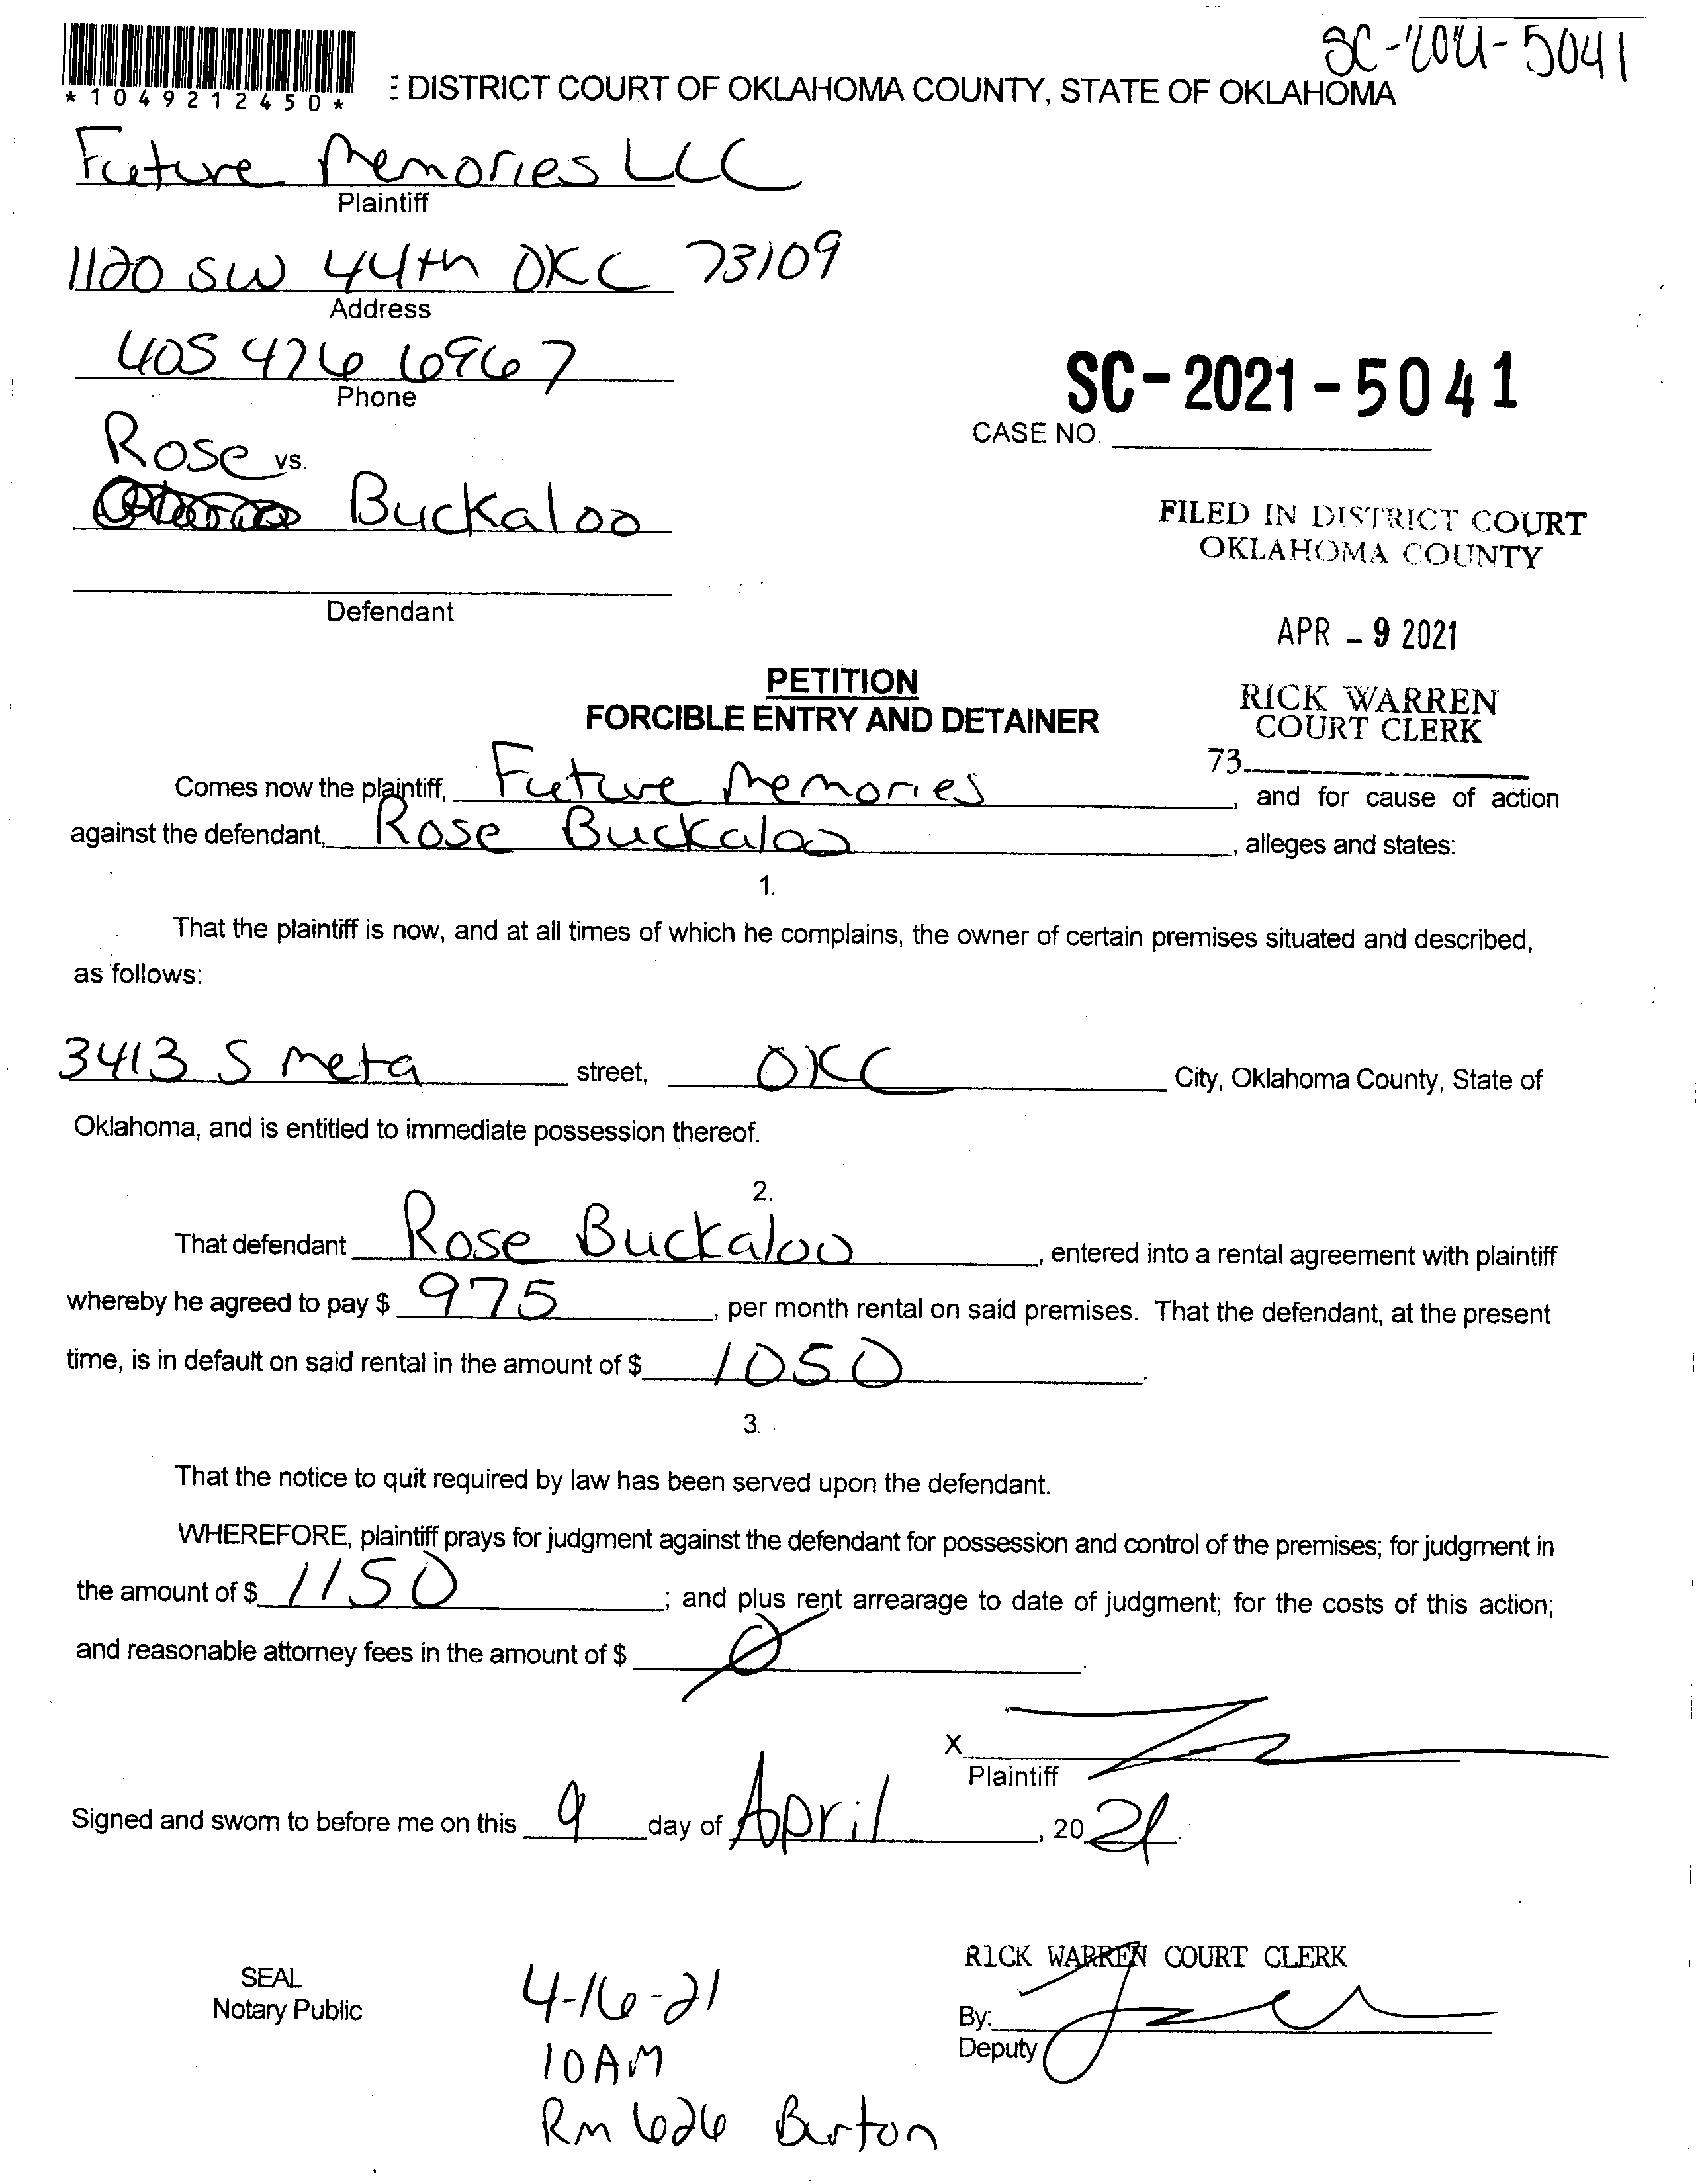 SC-2021-5041
*1049212450*
: DISTRICT COURT OF OKLAHOMA COUNTY, STATE OF OKLAHOMA
Future Memories LLC
Plaintiff
1120 SW 44th OKC 73109
Address
405 476 6967
Phone
SC-2021-5041
CASE NO.
Rose
vs.
Buckaloo
Defendant
FILED IN DISTRICT COURT
OKLAHOMA COUNTY
APR - 9 2021
RICK WARREN
COURT CLERK
73
PETITION
FORCIBLE ENTRY AND DETAINER
Comes now the plaintiff, Future Memories, and for cause of action
against the defendant, Rose Buckaloo, alleges and states:
1.
That the plaintiff is now, and at all times of which he complains, the owner of certain premises situated and described,
as follows:
3413 S Meta street, OKC City, Oklahoma County, State of
Oklahoma, and is entitled to immediate possession thereof.
2.
That defendant Rose Buckaloo, entered into a rental agreement with plaintiff
whereby he agreed to pay $ 975, per month rental on said premises. That the defendant, at the present
time, is in default on said rental in the amount of $ 1050.
3.
That the notice to quit required by law has been served upon the defendant.
WHEREFORE, plaintiff prays for judgment against the defendant for possession and control of the premises; for judgment in
the amount of $ 1150; and plus rent arrearage to date of judgment; for the costs of this action;
and reasonable attorney fees in the amount of $ 0.
X
Plaintiff
Signed and sworn to before me on this 9 day of April, 2021.
RICK WARREN COURT CLERK
SEAL
Notary Public
By:
Deputy
4-16-21
10AM
Rm 626 Burton